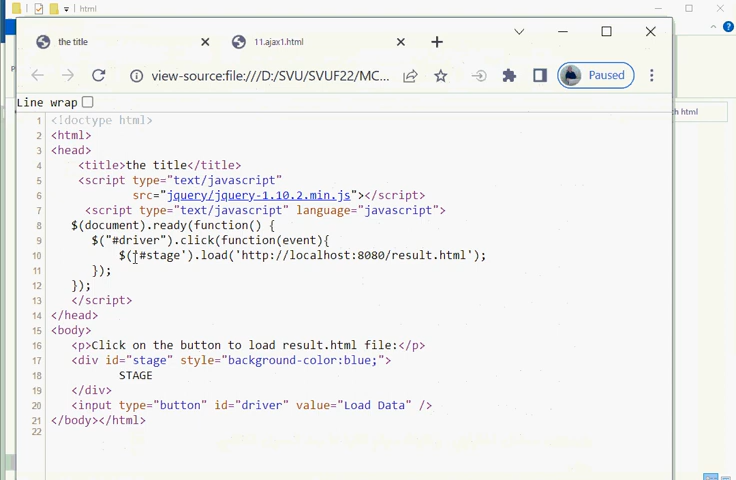 html
the title
11.ajax1.html
view-source:file:///D:/SVU/SVUF22/MC...
Paused
ch html
Line wrap
1 <!doctype html>
2 <html>
3 <head>
4 <title>the title</title>
5 <script type="text/javascript"
6 src="jquery/jquery-1.10.2.min.js"></script>
7 <script type="text/javascript" language="javascript">
8 $(document).ready(function() {
9 $("#driver").click(function(event){
10 $('#stage').load('http://localhost:8080/result.html');
11 });
12 });
13 </script>
14 </head>
15 <body>
16 <p>Click on the button to load result.html file:</p>
17 <div id="stage" style="background-color:blue;">
18 STAGE
19 </div>
20 <input type="button" id="driver" value="Load Data" />
21 </body></html>
22